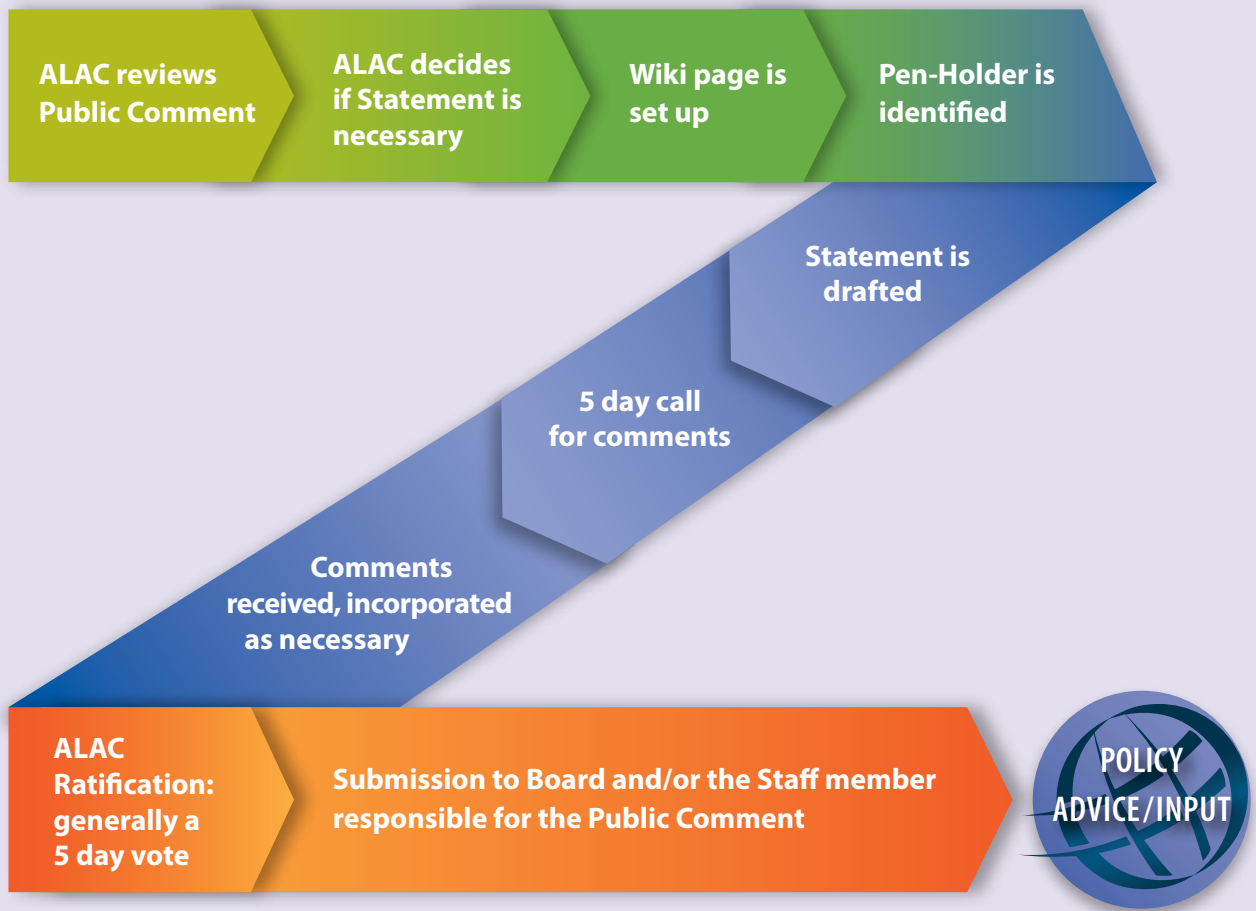 ALAC reviews
Public Comment
ALAC decides
if Statement is
necessary
Wiki page is
set up
Pen-Holder is
identified
Statement is
drafted
5 day call
for comments
Comments
received, incorporated
as necessary
ALAC
Ratification:
generally a
5 day vote
Submission to Board and/or the Staff member
responsible for the Public Comment
POLICY
ADVICE/INPUT